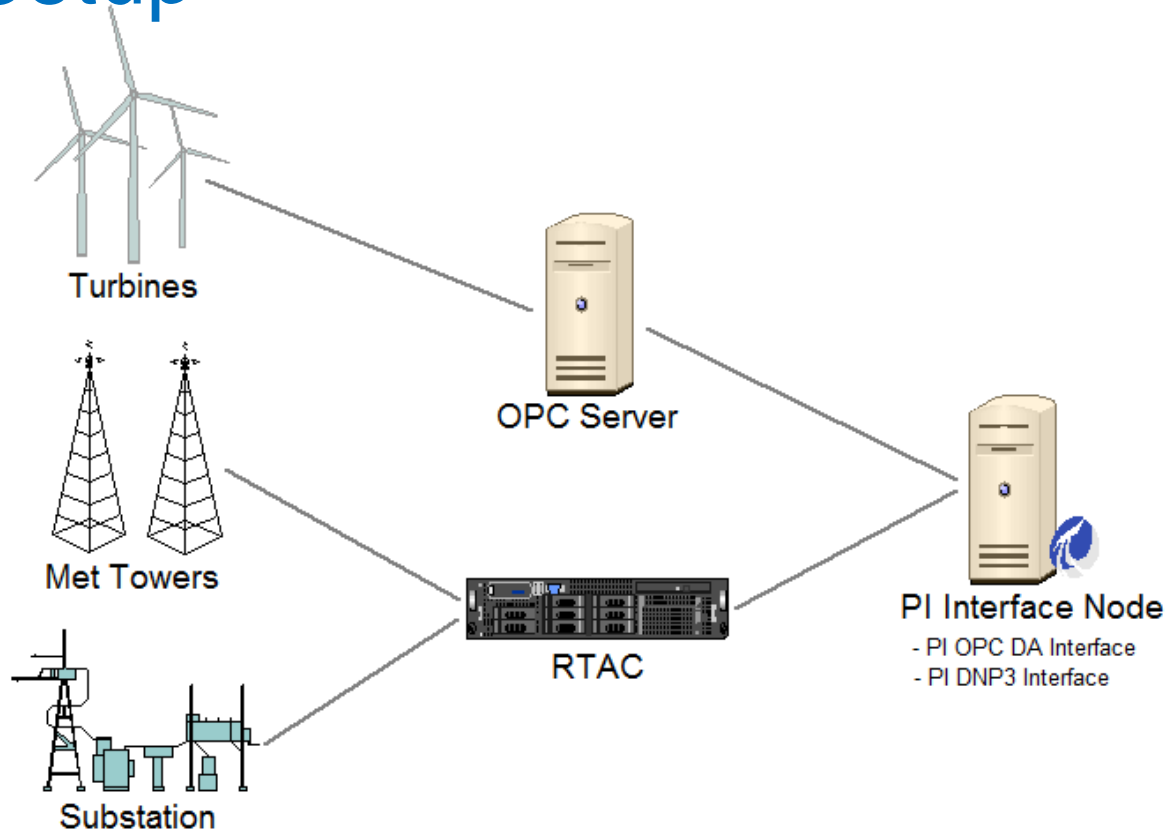 Turbines
OPC Server
Met Towers
RTAC
PI Interface Node
- PI OPC DA Interface
- PI DNP3 Interface
Substation